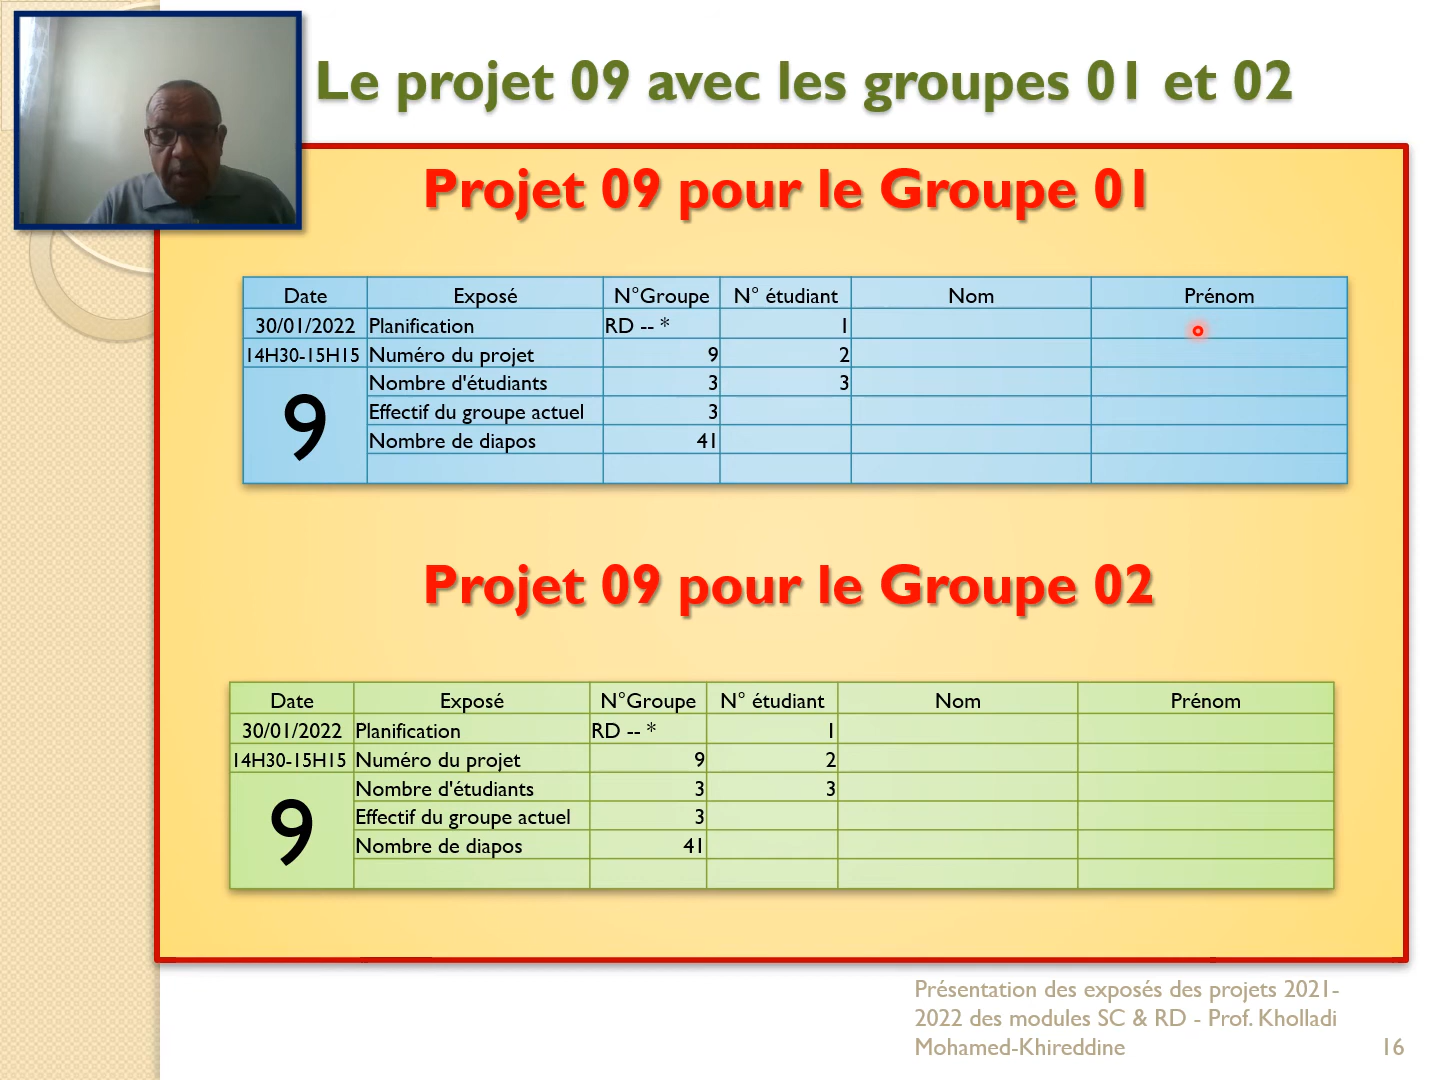 Le projet 09 avec les groupes 01 et 02
Projet 09 pour le Groupe 01
Date Exposé N°Groupe N° étudiant Nom Prénom
30/01/2022 Planification RD -- * 1
14H30-15H15 Numéro du projet 9 2
9
Nombre d'étudiants 3 3
Effectif du groupe actuel 3
Nombre de diapos 41
Projet 09 pour le Groupe 02
Date Exposé N°Groupe N° étudiant Nom Prénom
30/01/2022 Planification RD -- * 1
14H30-15H15 Numéro du projet 9 2
9
Nombre d'étudiants 3 3
Effectif du groupe actuel 3
Nombre de diapos 41
Présentation des exposés des projets 2021-
2022 des modules SC & RD - Prof. Kholladi
Mohamed-Khireddine
16